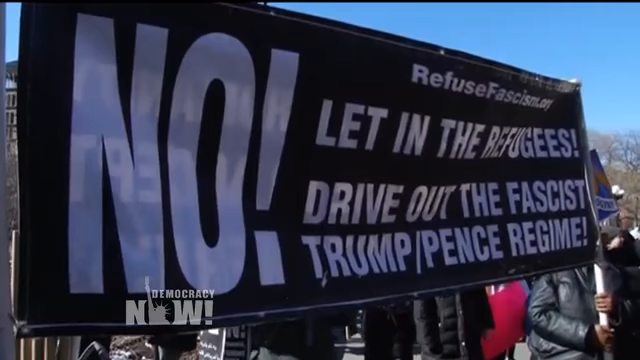 NO!
RefuseFascism.org
LET IN THE REFUGEES!
DRIVE OUT THE FASCIST
TRUMP/PENCE REGIME!
DEMOCRACY
NOW!